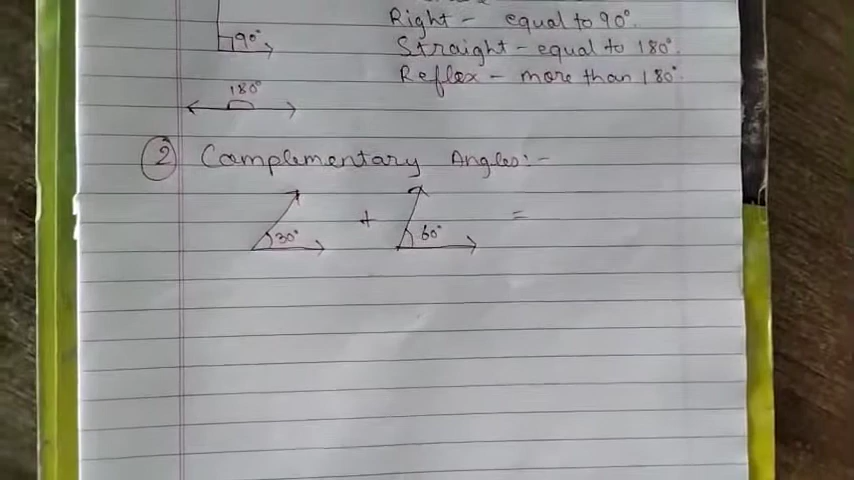 90°
Right - equal to 90°.
Straight - equal to 180°.
Reflex - more than 180°.
180°
2 Complementary Angles:-
30° + 60° =